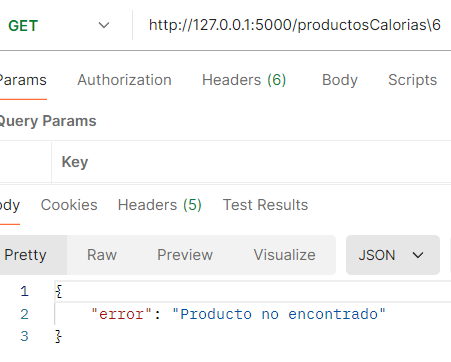 GET http://127.0.0.1:5000/productosCalorias\6
Params Authorization Headers (6) Body Scripts
Query Params
Key
Body Cookies Headers (5) Test Results
Pretty Raw Preview Visualize JSON
1 {
2 "error": "Producto no encontrado"
3 }